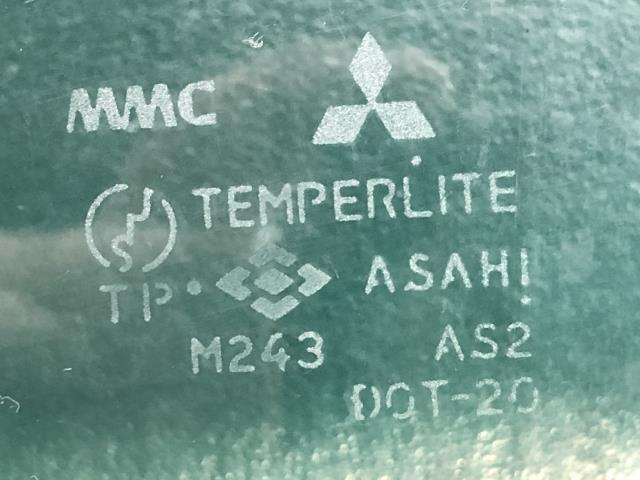 MMC
TEMPERLITE
TP· ASAHI
M243 AS2
DOT-20